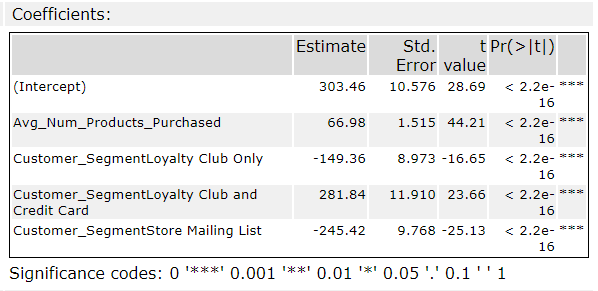 Coefficients:
Estimate Std. Error t value Pr(>|t|)
(Intercept) 303.46 10.576 28.69 < 2.2e-16 ***
Avg_Num_Products_Purchased 66.98 1.515 44.21 < 2.2e-16 ***
Customer_SegmentLoyalty Club Only -149.36 8.973 -16.65 < 2.2e-16 ***
Customer_SegmentLoyalty Club and Credit Card 281.84 11.910 23.66 < 2.2e-16 ***
Customer_SegmentStore Mailing List -245.42 9.768 -25.13 < 2.2e-16 ***
Significance codes: 0 '***' 0.001 '**' 0.01 '*' 0.05 '.' 0.1 ' ' 1